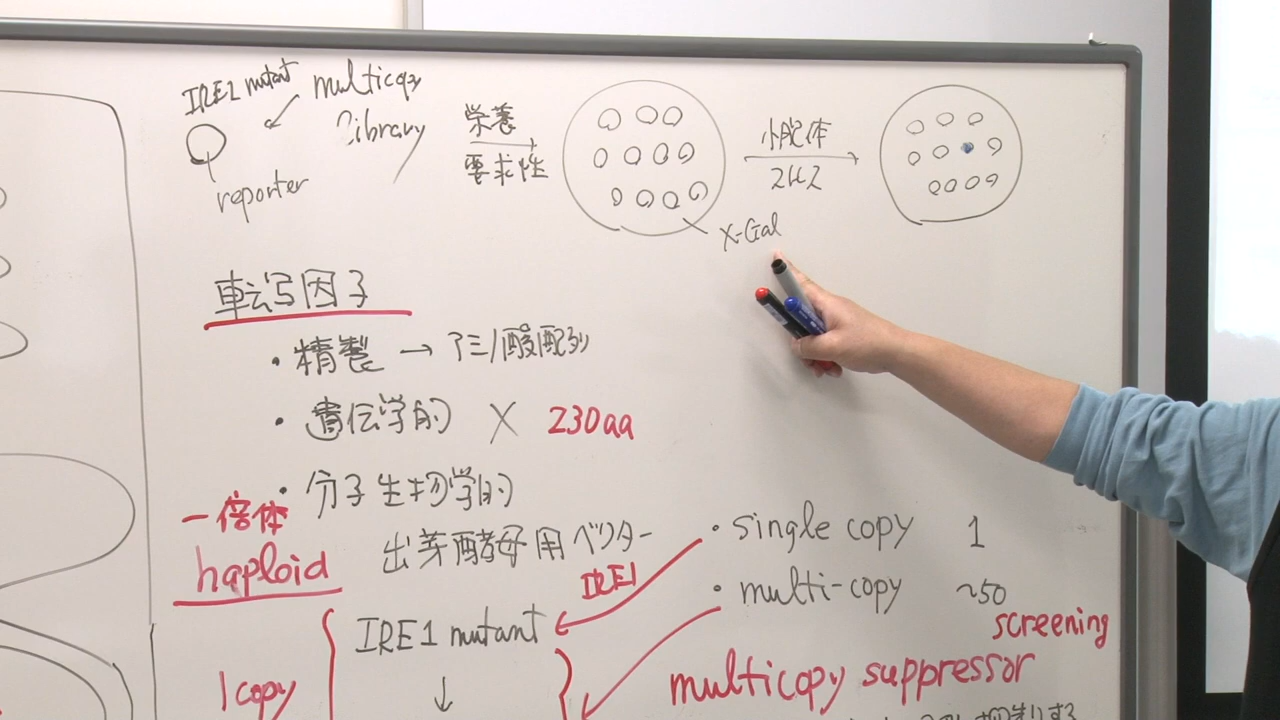 IRE1 mutant
multicopy
library
reporter
栄養
要求性
小胞体
ストレス
X-Gal
転写因子
・精製 → アミノ酸配列
・遺伝学的 × 230aa
・分子生物学的
出芽酵母用ベクター
一倍体
haploid
・single copy 1
・multi-copy ~50
IRE1
IRE1 mutant
↓
1copy
screening
multicopy suppressor